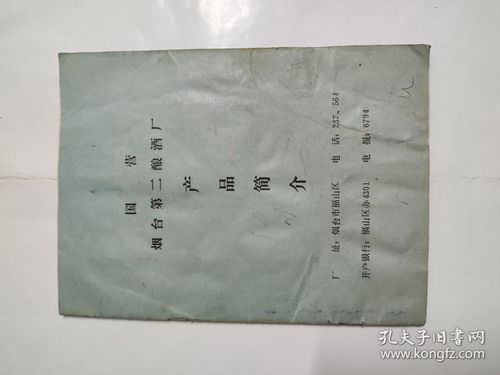 国营
烟台第二酿酒厂
产品简介
厂 址：烟台市福山区 电 话：237、564
开户银行：福山区办4301 电 报：6794
孔夫子旧书网
www.kongfz.com